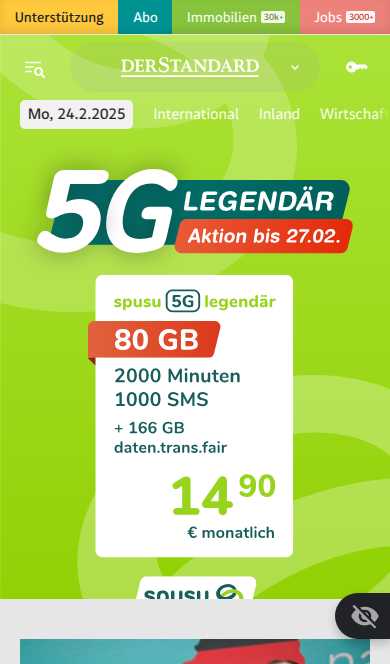 Unterstützung Abo Immobilien 30k+ Jobs 3000+
DERSTANDARD
Mo, 24.2.2025 International Inland Wirtschaf
5G LEGENDÄR
Aktion bis 27.02.
spusu 5G legendär
80 GB
2000 Minuten
1000 SMS
+ 166 GB
daten.trans.fair
14 90
€ monatlich
spusu
na